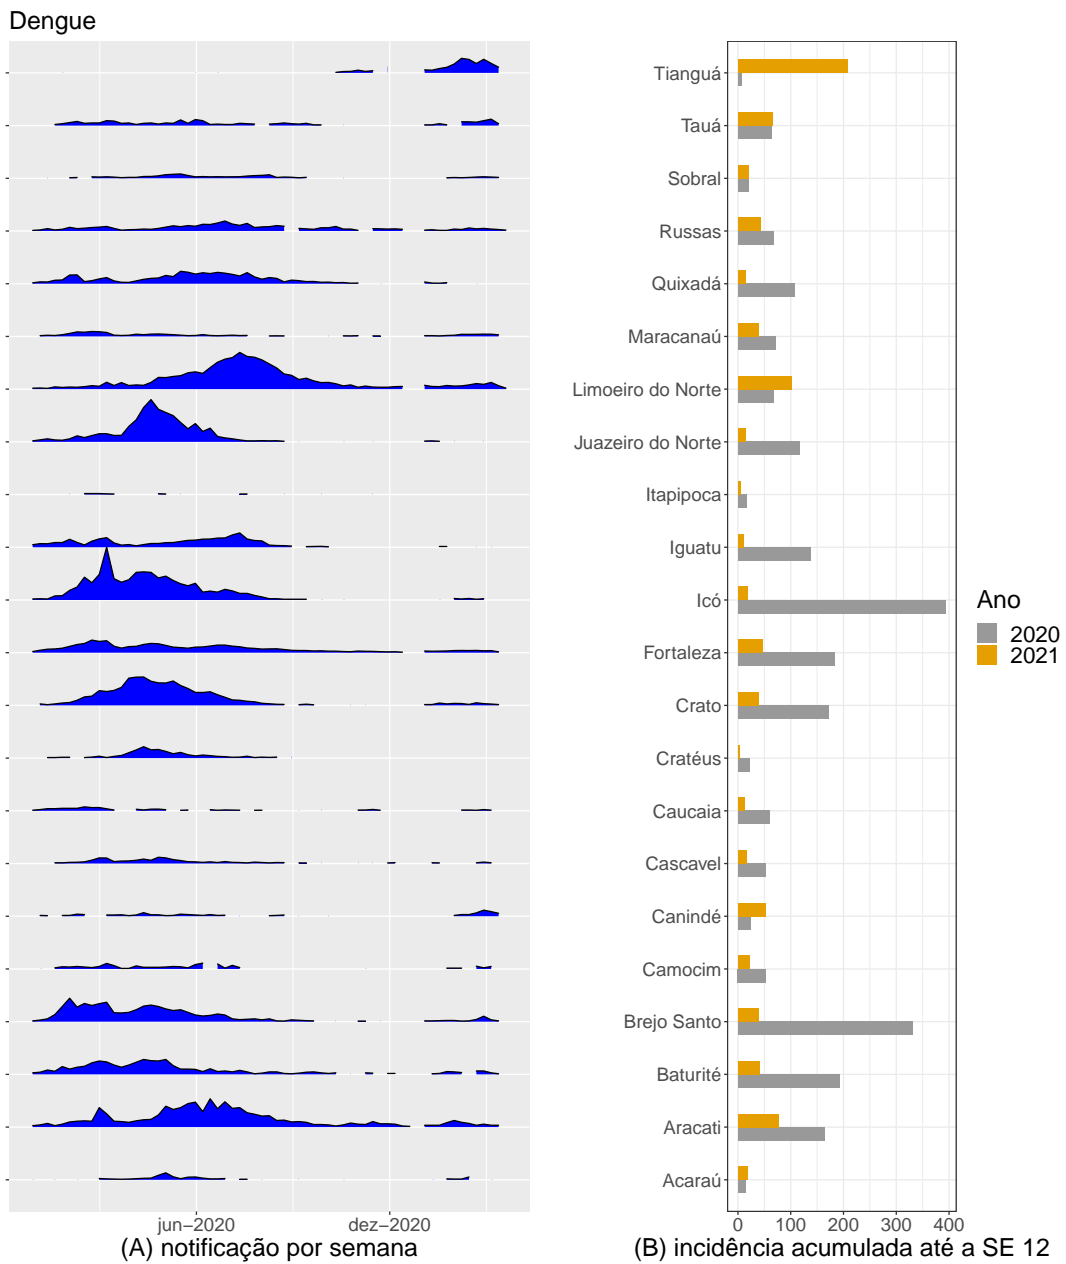 Dengue
Tianguá
Tauá
Sobral
Russas
Quixadá
Maracanaú
Limoeiro do Norte
Juazeiro do Norte
Itapipoca
Iguatu
Icó
Fortaleza
Crato
Cratéus
Caucaia
Cascavel
Canindé
Camocim
Brejo Santo
Baturité
Aracati
Acaraú
Ano
2020
2021
jun−2020 dez−2020
0 100 200 300 400
(A) notificação por semana
(B) incidência acumulada até a SE 12